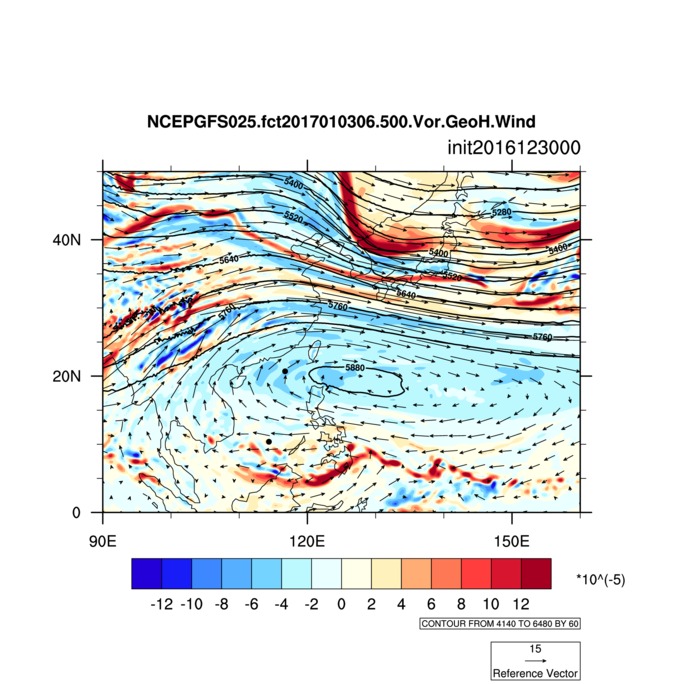 NCEPGFS025.fct2017010306.500.Vor.GeoH.Wind
init2016123000
5400
5520
5280
40N
5400
5400
5640
5520
5640
5760
5760
5760
5880
20N
0
90E 120E 150E
-12 -10 -8 -6 -4 -2 0 2 4 6 8 10 12
*10^(-5)
CONTOUR FROM 4140 TO 6480 BY 60
15
Reference Vector